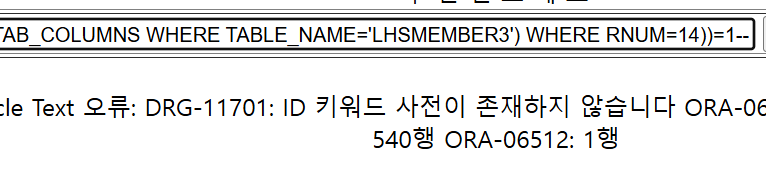 TAB_COLUMNS WHERE TABLE_NAME='LHSMEMBER3') WHERE RNUM=14))=1--
cle Text 오류: DRG-11701: ID 키워드 사전이 존재하지 않습니다 ORA-06
540행 ORA-06512: 1행